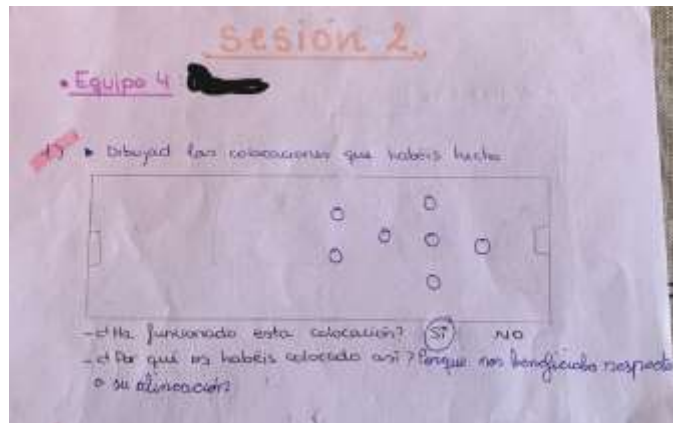 Sesión 2.
• Equipo 4:
1) ▸ Dibujad las colocaciones que habéis hecho
- ¿Ha funcionado esta colocación? SÍ NO
- ¿Por qué os habéis colocado así? Porque nos beneficiaba respecto
a su alineación